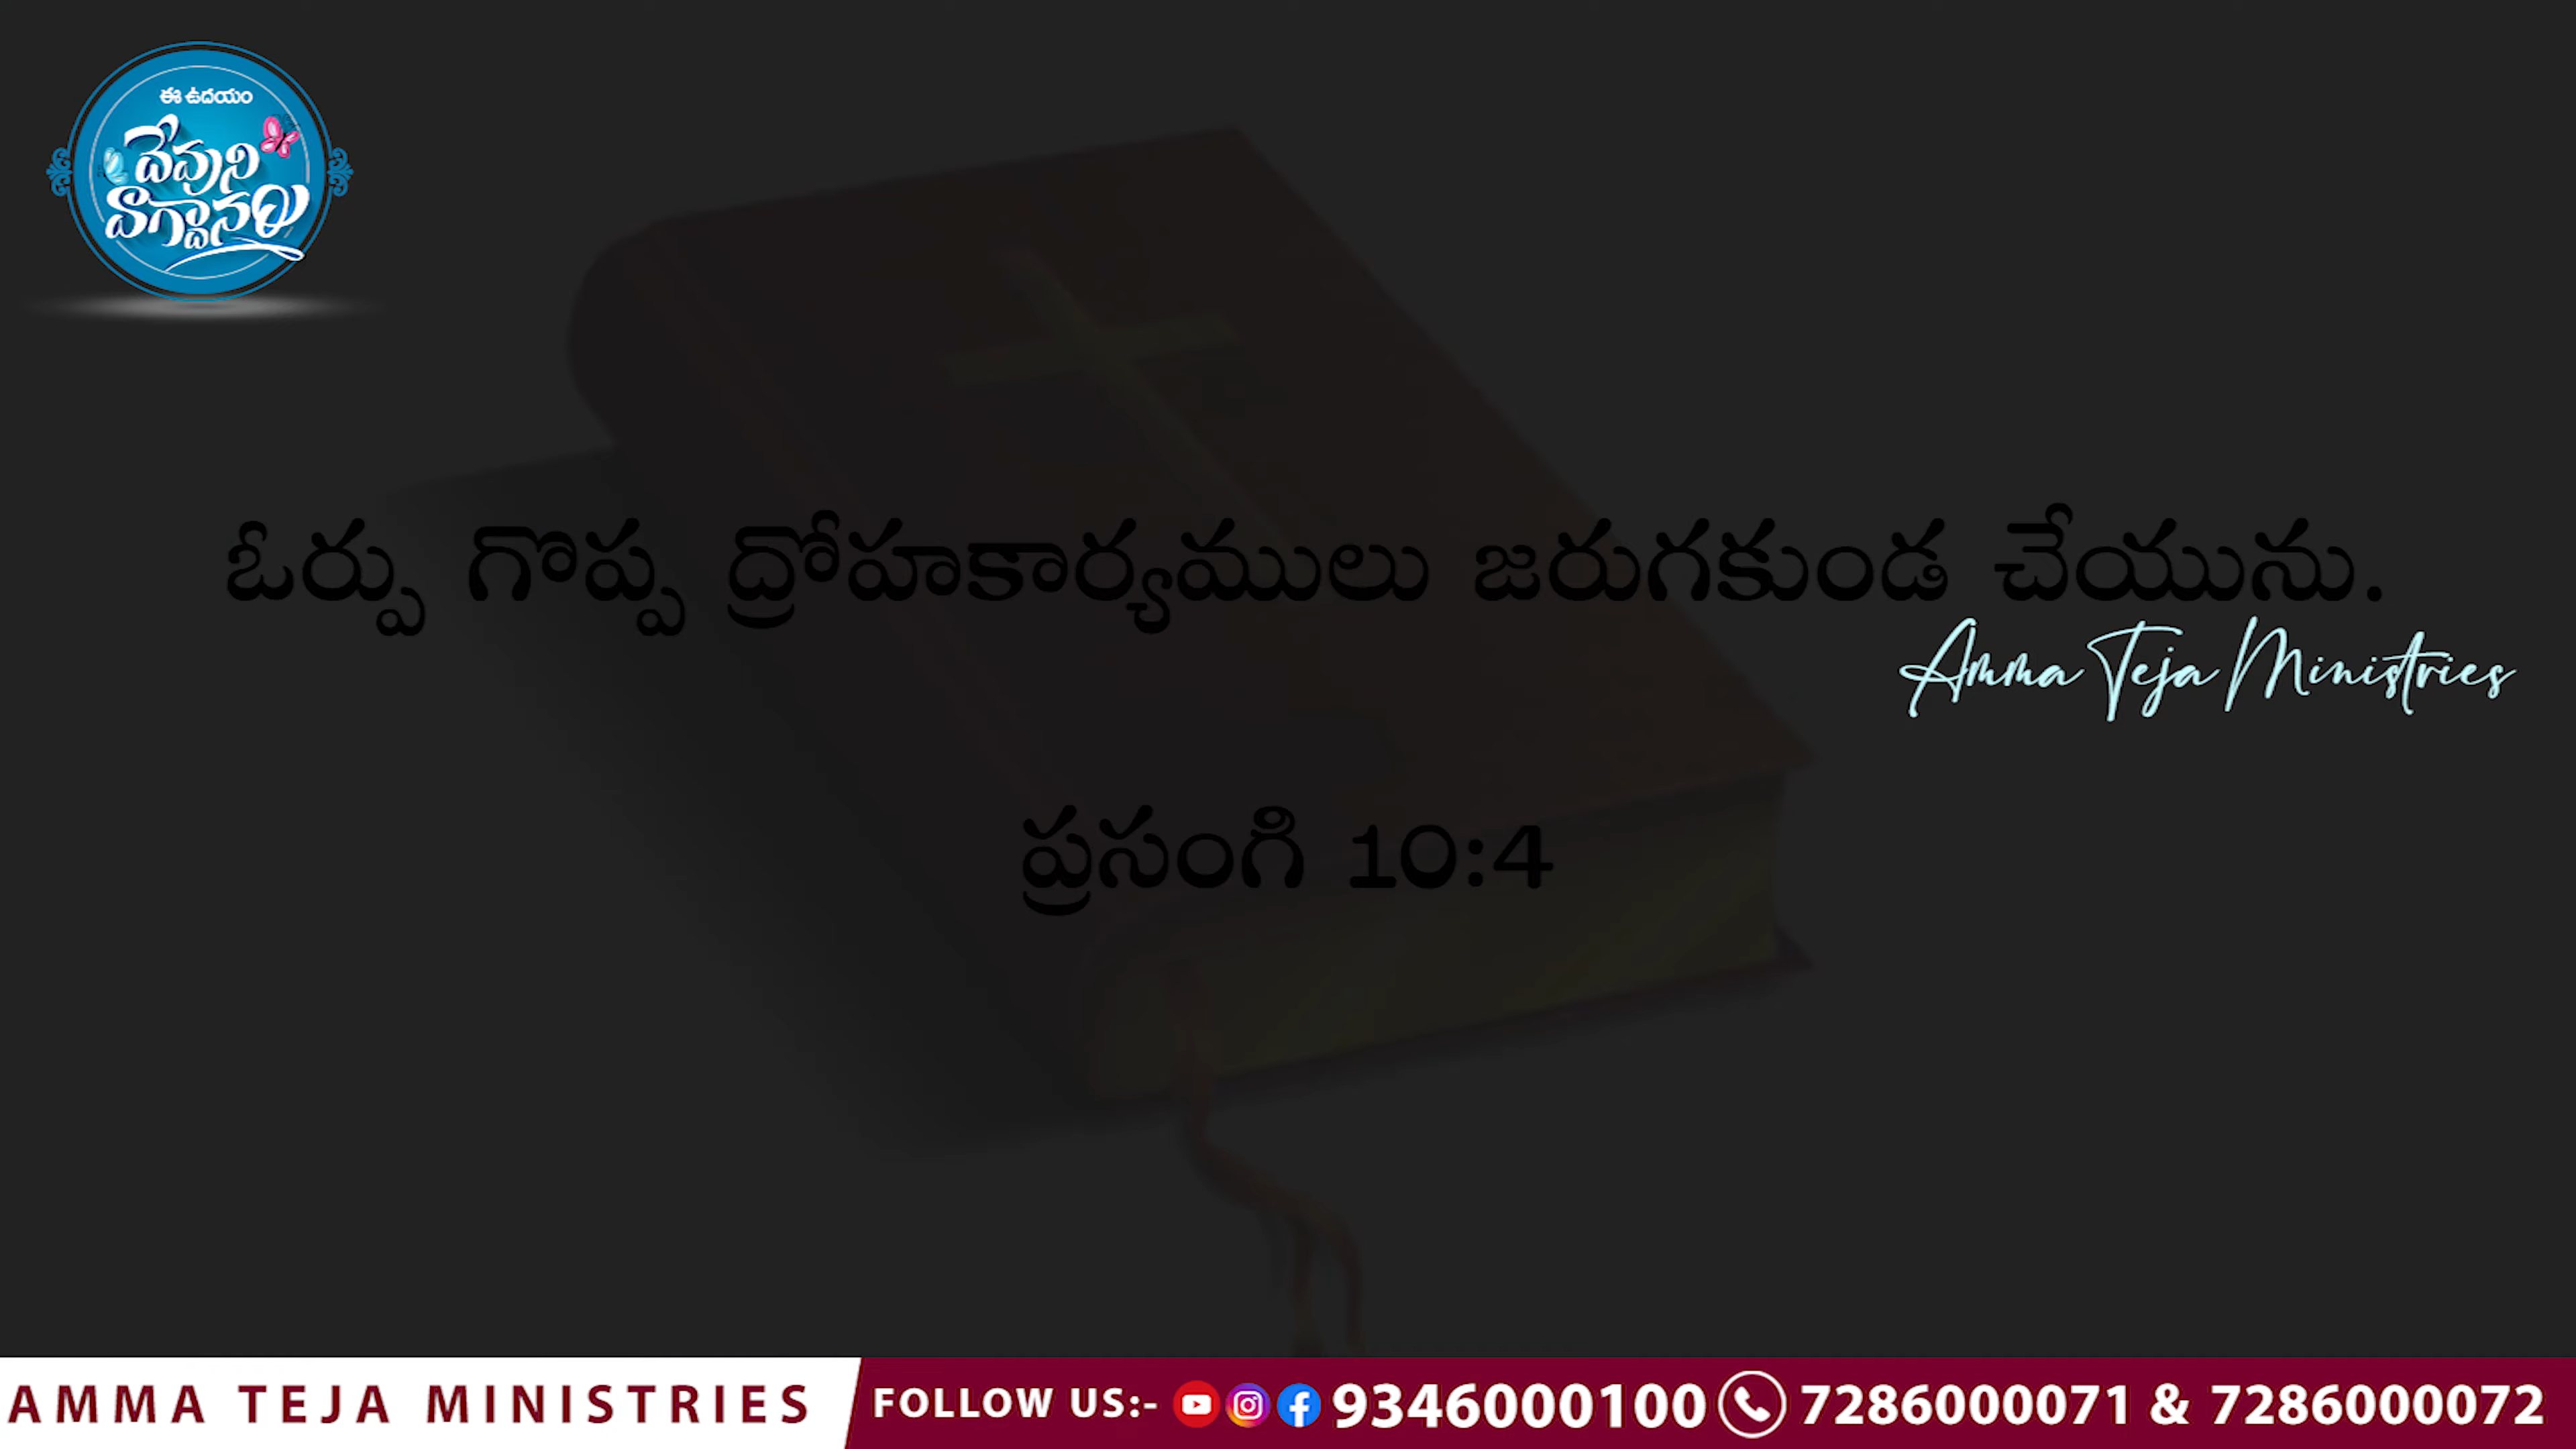 ఈ ఉదయం
దేవుని
వాగ్దానం
ఓర్పు గొప్ప ద్రోహకార్యములు జరుగకుండ చేయును.
Amma Teja Ministries
ప్రసంగి 10:4
AMMA TEJA MINISTRIES FOLLOW US:- 9346000100 7286000071 & 7286000072